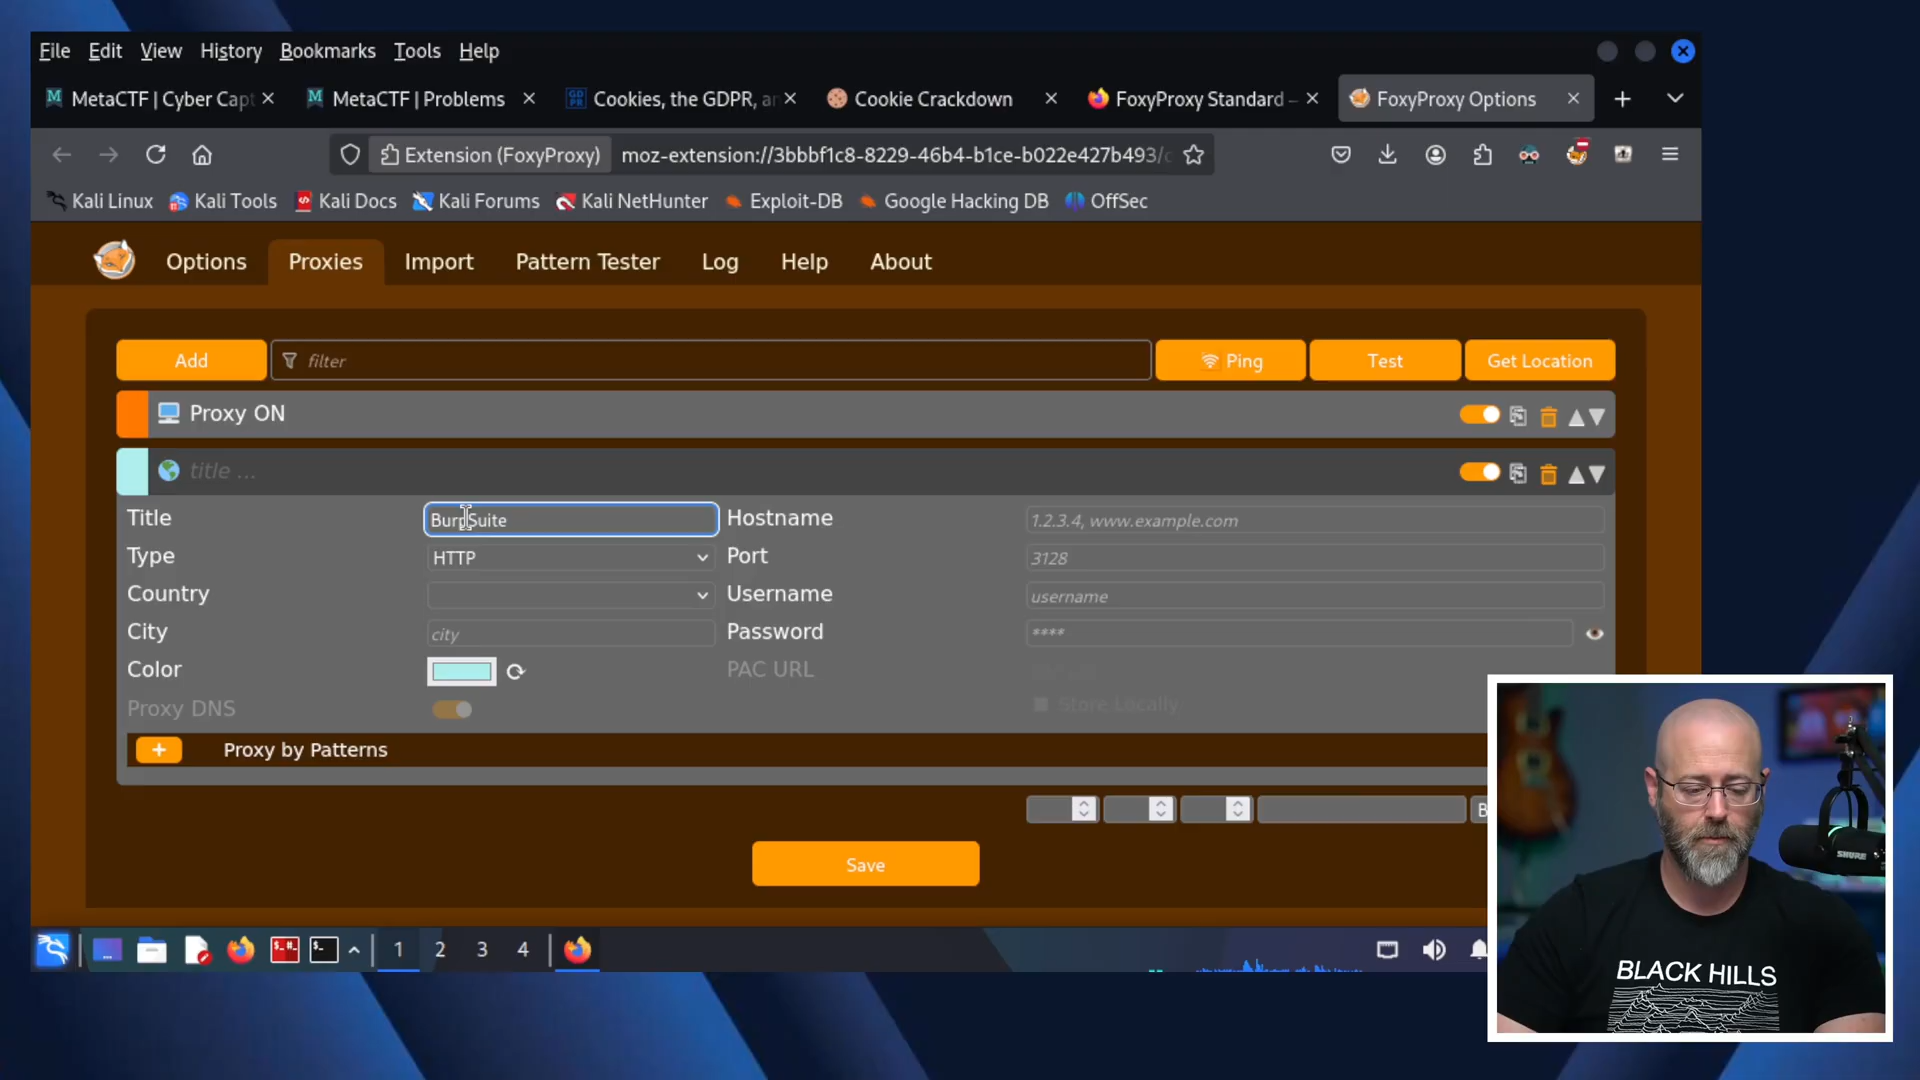 File Edit View History Bookmarks Tools Help
MetaCTF | Cyber Capt MetaCTF | Problems Cookies, the GDPR, an Cookie Crackdown FoxyProxy Standard – FoxyProxy Options
Extension (FoxyProxy) moz-extension://3bbbf1c8-8229-46b4-b1ce-b022e427b493/c
Kali Linux Kali Tools Kali Docs Kali Forums Kali NetHunter Exploit-DB Google Hacking DB OffSec
Options Proxies Import Pattern Tester Log Help About
Add filter Ping Test Get Location
Proxy ON
title ...
Title BurpSuite Hostname 1.2.3.4, www.example.com
Type HTTP Port 3128
Country Username username
City city Password ****
Color PAC URL
Proxy DNS Store Locally
+ Proxy by Patterns
B
Save
1 2 3 4
SHURE
BLACK HILLS